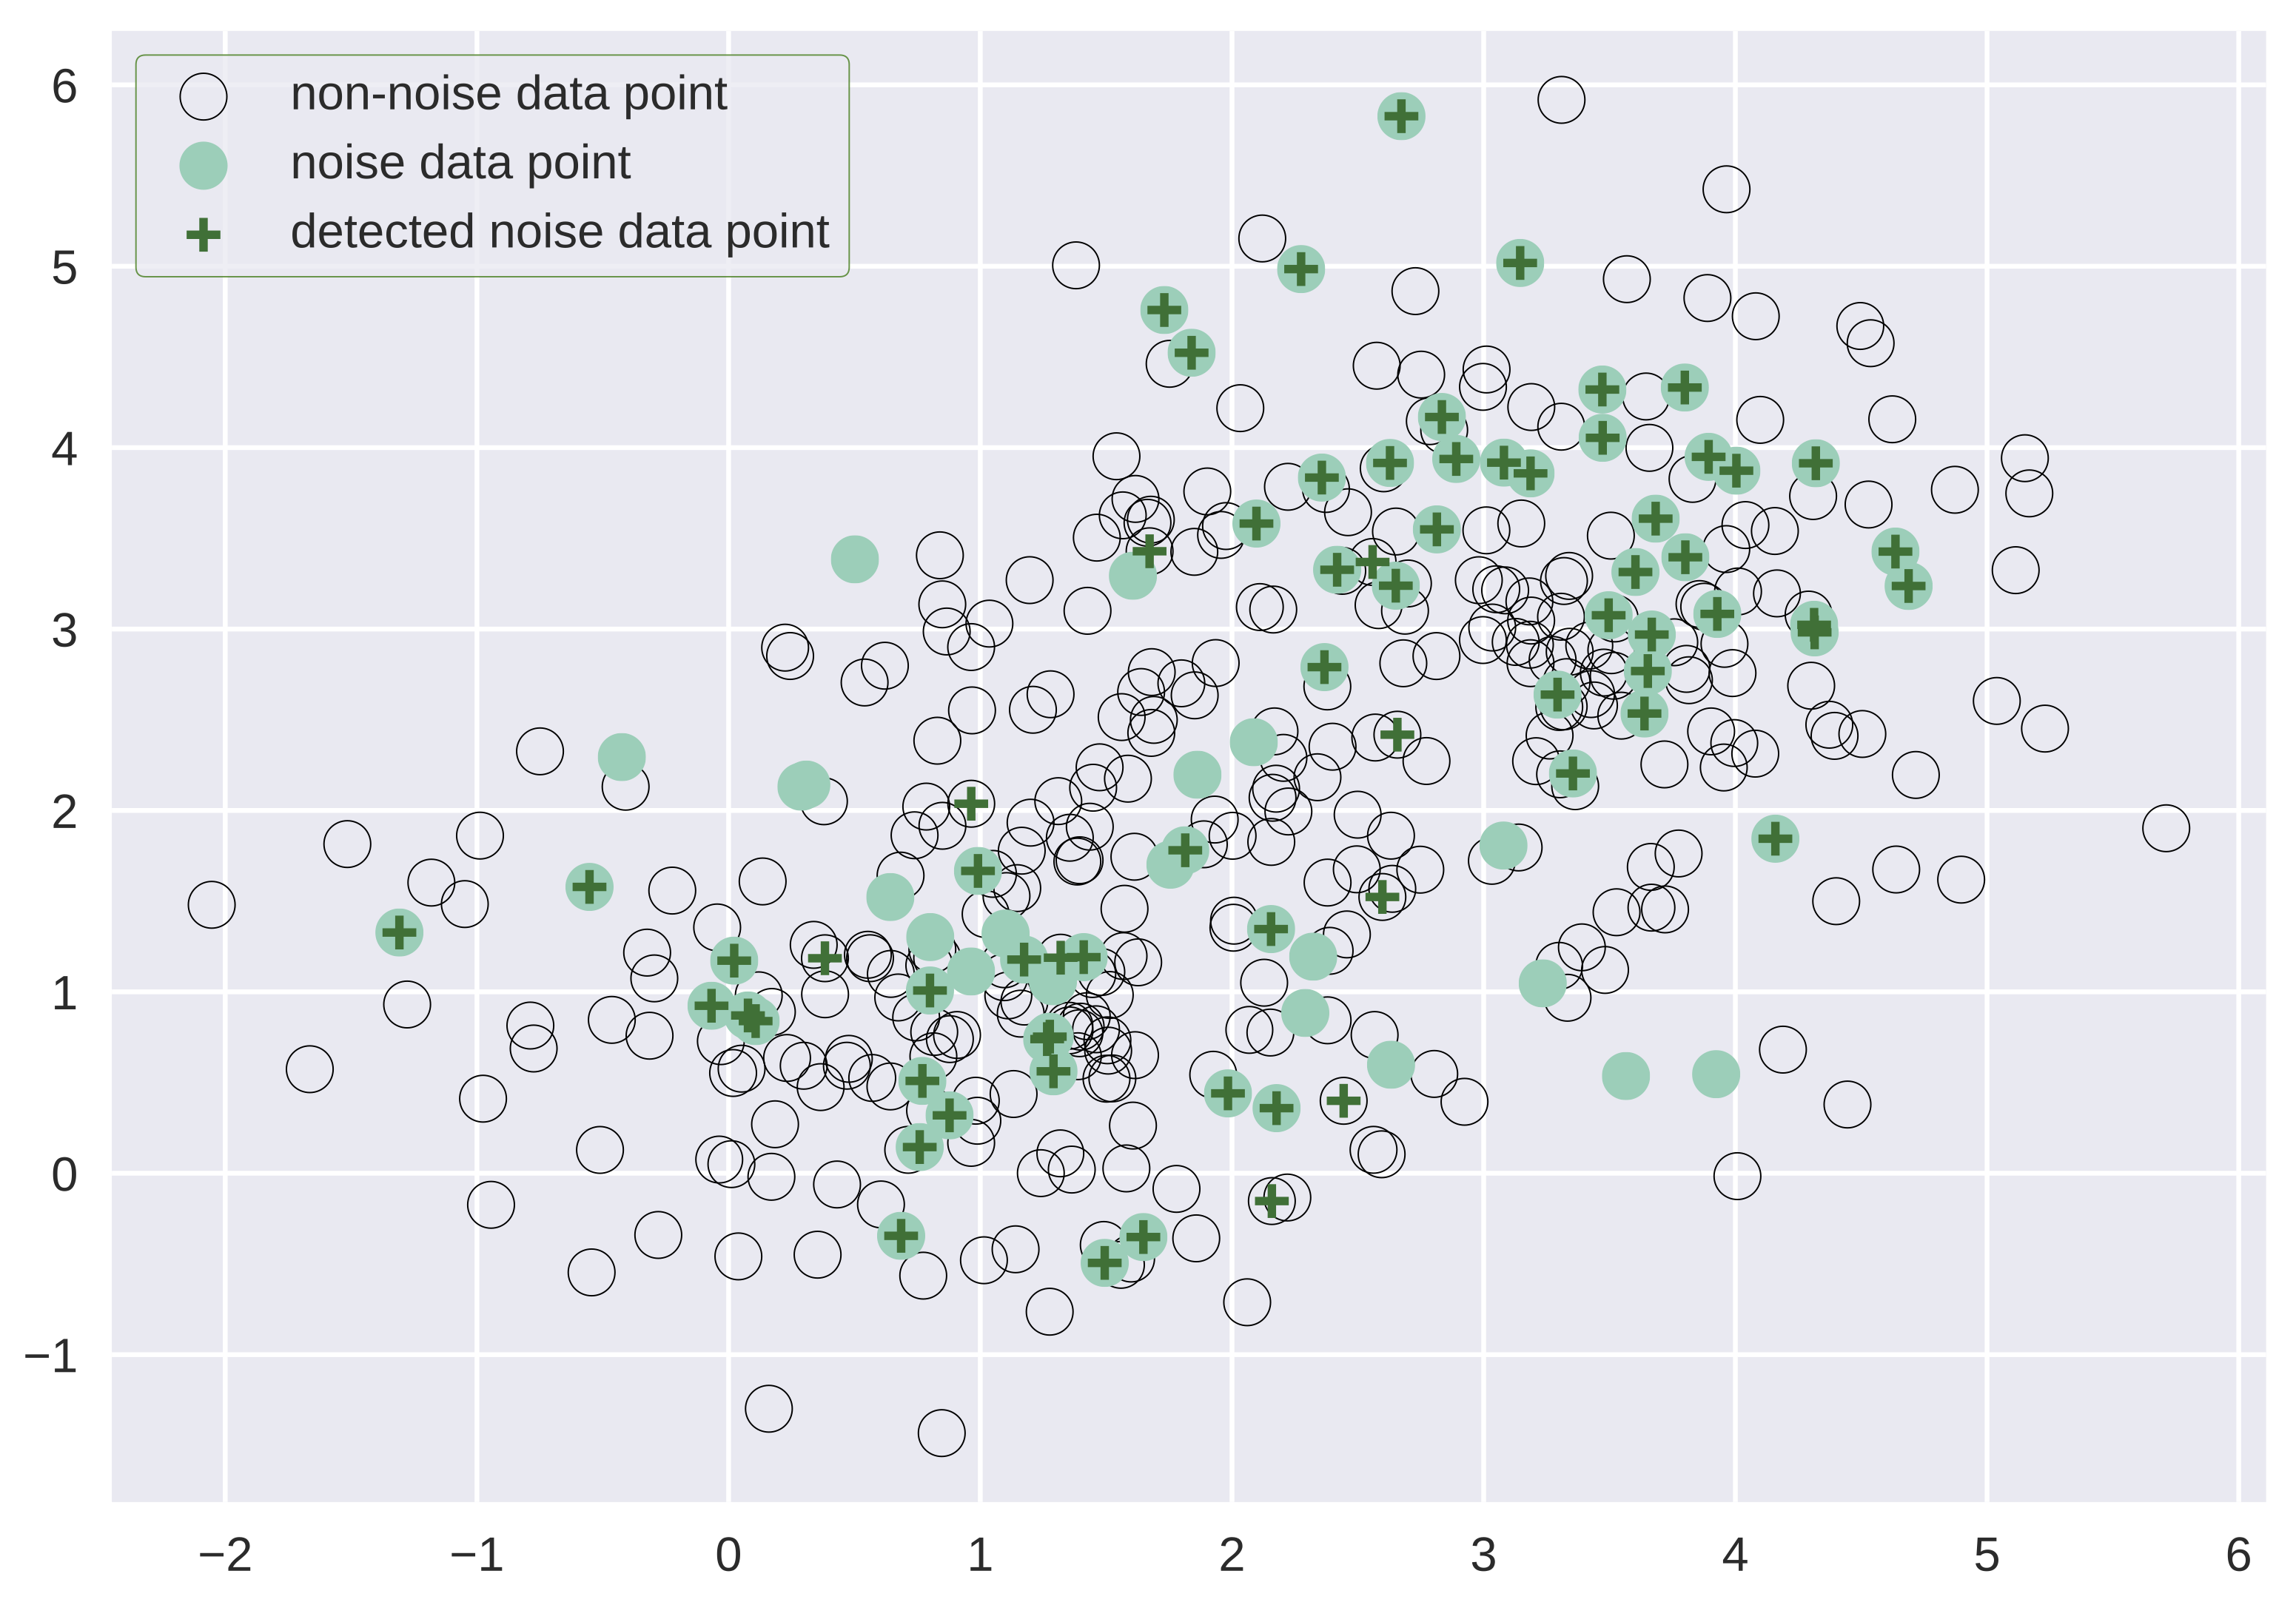 non-noise data point
noise data point
detected noise data point
6
5
4
3
2
1
0
−1
−2 −1 0 1 2 3 4 5 6